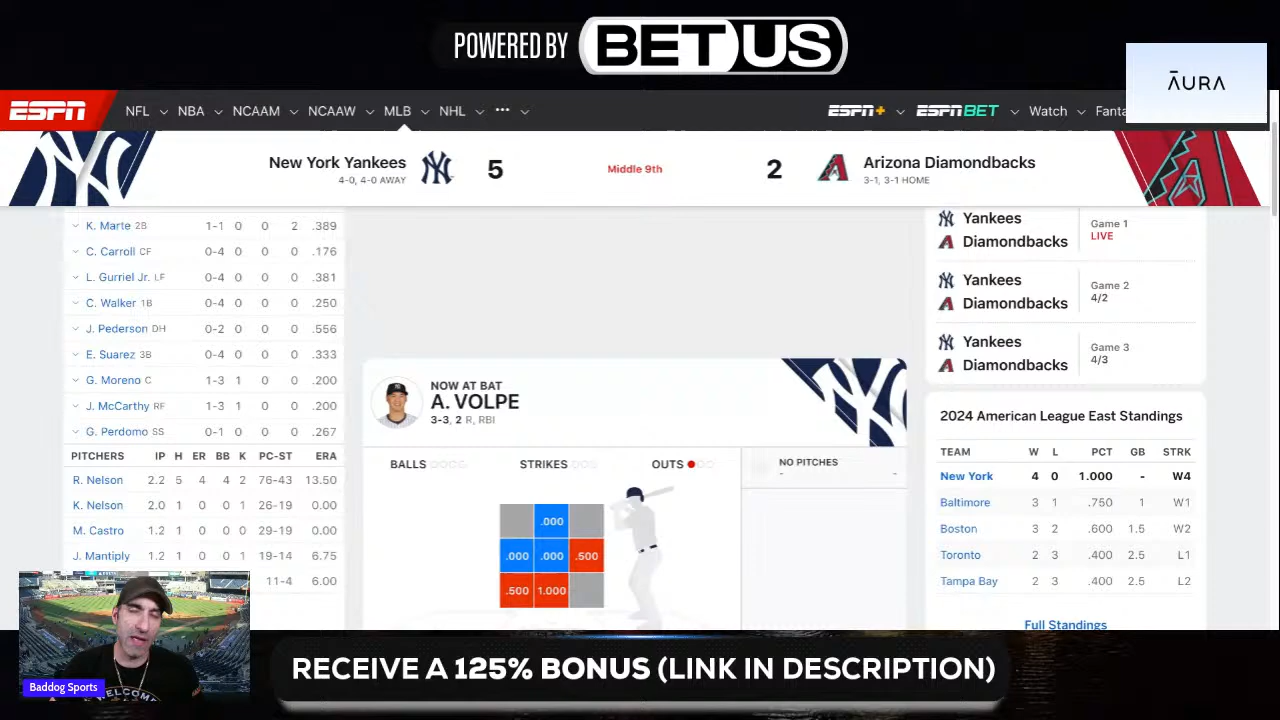 POWERED BY BETUS
ĀURA
ESPN NFL NBA NCAAM NCAAW MLB NHL ••• ESPN+ ESPN BET Watch Fanta
New York Yankees 5 Middle 9th 2 Arizona Diamondbacks
4-0, 4-0 AWAY 3-1, 3-1 HOME
K. Marte 2B 1-1 0 0 2 .389
C. Carroll CF 0-4 0 0 0 .176
L. Gurriel Jr. LF 0-4 0 0 0 .381
C. Walker 1B 0-4 0 0 0 .250
J. Pederson DH 0-2 0 0 0 .556
E. Suarez 3B 0-4 0 0 0 .333
G. Moreno C 1-3 1 0 0 .200
J. McCarthy RF 1-3 1 0 0 .200
G. Perdomo SS 0-1 0 0 0 .267
PITCHERS IP H ER BB K PC-ST ERA
R. Nelson 2.2 5 4 4 2 76-43 13.50
K. Nelson 2.0 1 0 0 1 26-19 0.00
M. Castro 1.2 1 0 0 1 29-19 0.00
J. Mantiply 1.2 1 0 0 1 19-14 6.75
11-4 6.00
NOW AT BAT
A. VOLPE
3-3, 2 R, RBI
BALLS STRIKES OUTS NO PITCHES
- -
.000
.000 .000 .500
.500 1.000
Yankees
Diamondbacks
Game 1
LIVE
Yankees
Diamondbacks
Game 2
4/2
Yankees
Diamondbacks
Game 3
4/3
2024 American League East Standings
TEAM W L PCT GB STRK
New York 4 0 1.000 - W4
Baltimore 3 1 .750 1 W1
Boston 3 2 .600 1.5 W2
Toronto 2 3 .400 2.5 L1
Tampa Bay 2 3 .400 2.5 L2
Full Standings
WELCOME
Baddog Sports
RECEIVE A 125% BONUS (LINK IN DESCRIPTION)